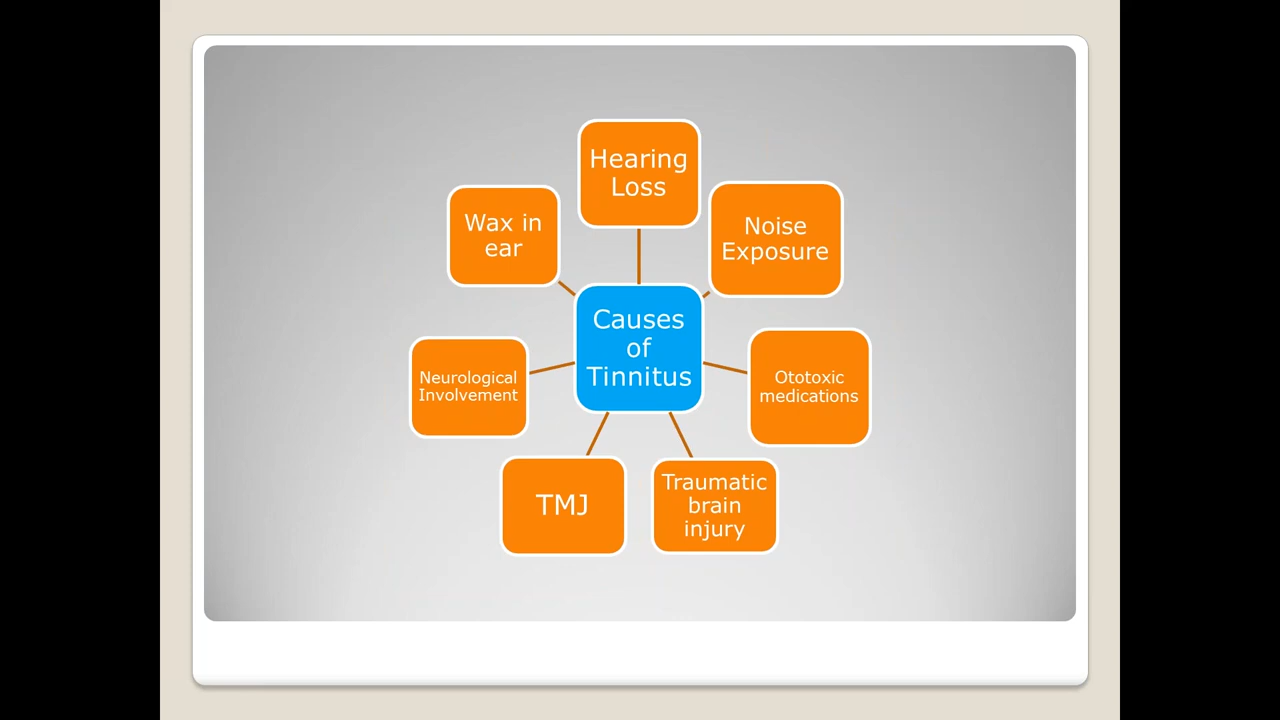 Hearing
Loss
Wax in
ear
Noise
Exposure
Causes
of
Tinnitus
Neurological
Involvement
Ototoxic
medications
TMJ
Traumatic
brain
injury